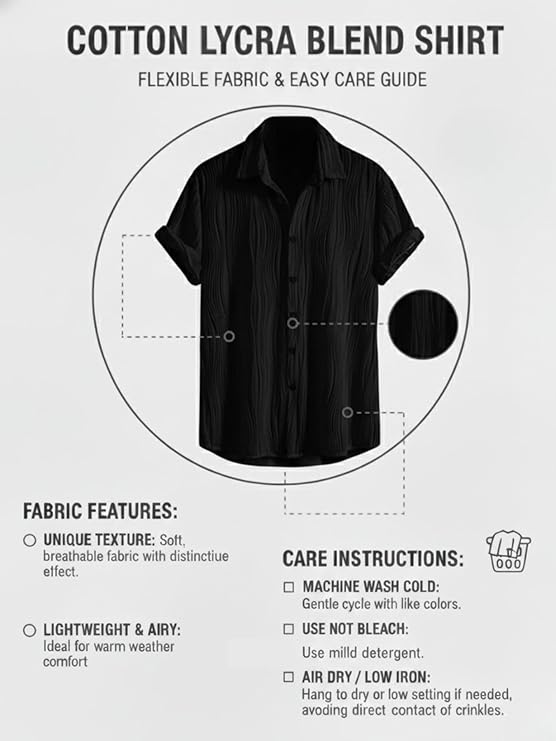 COTTON LYCRA BLEND SHIRT
FLEXIBLE FABRIC & EASY CARE GUIDE
FABRIC FEATURES:
UNIQUE TEXTURE: Soft,
breathable fabric with distinctiue
effect.
LIGHTWEIGHT & AIRY:
Ideal for warm weather
comfort
CARE INSTRUCTIONS:
MACHINE WASH COLD:
Gentle cycle with like colors.
USE NOT BLEACH:
Use milld detergent.
AIR DRY / LOW IRON:
Hang to dry or low setting if needed,
avoding direct contact of crinkles.